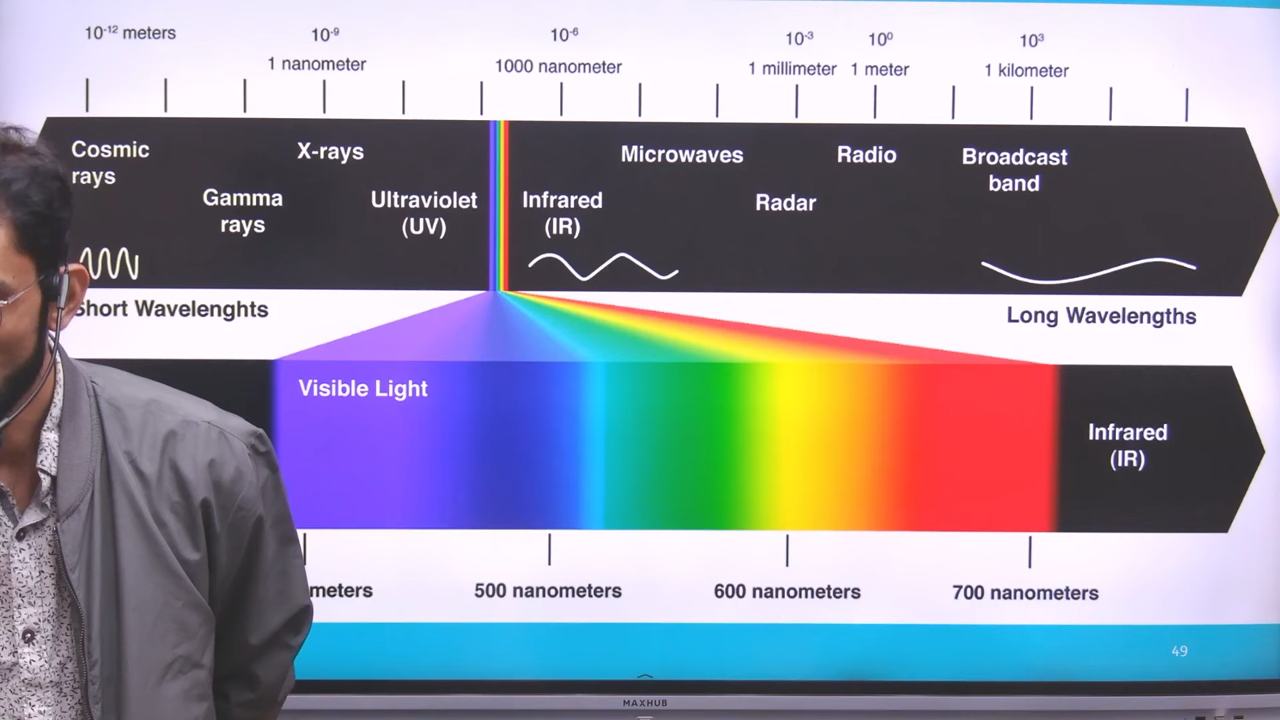 10⁻¹² meters
10⁻⁹
1 nanometer
10⁻⁶
1000 nanometer
10⁻³
1 millimeter
10⁰
1 meter
10³
1 kilometer
Cosmic
rays
Gamma
rays
X-rays
Ultraviolet
(UV)
Infrared
(IR)
Microwaves
Radar
Radio
Broadcast
band
Short Wavelenghts
Long Wavelengths
Visible Light
Infrared
(IR)
meters
500 nanometers
600 nanometers
700 nanometers
49
MAXHUB